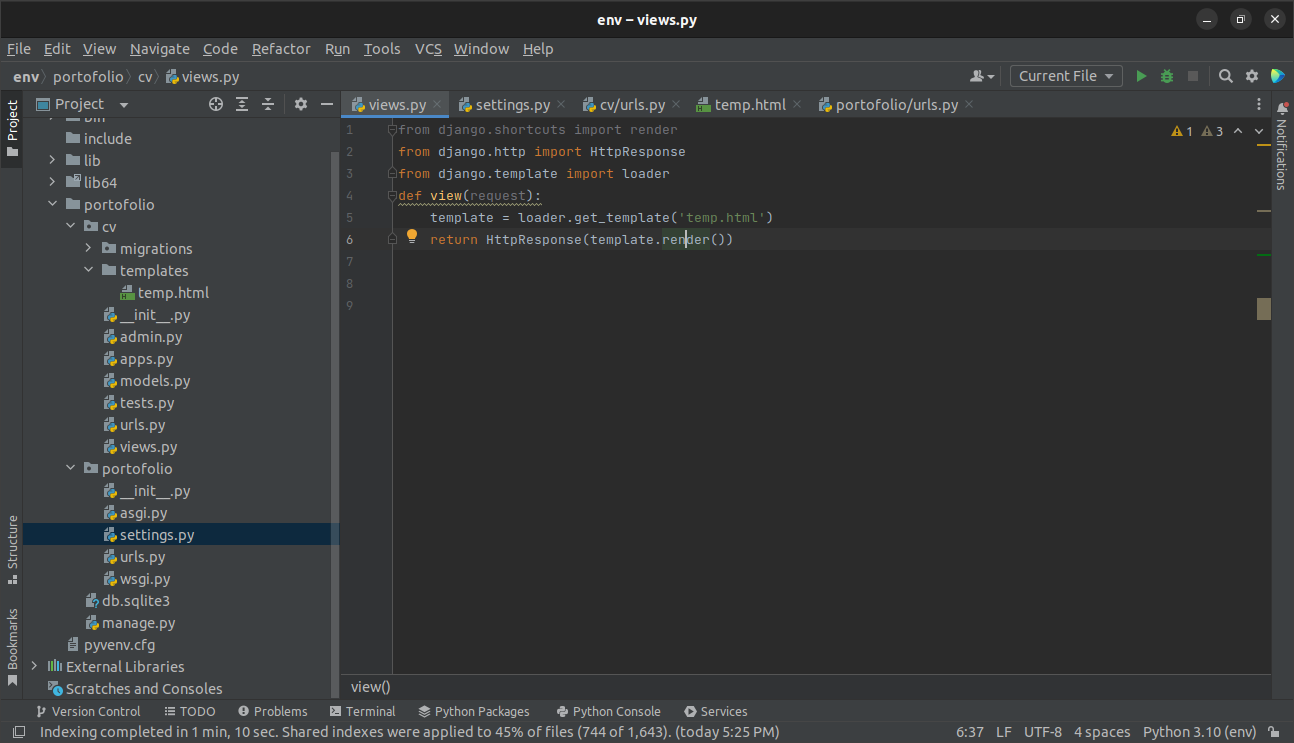 env – views.py
File Edit View Navigate Code Refactor Run Tools VCS Window Help
env portofolio cv views.py
Current File
Project
Project
views.py settings.py cv/urls.py temp.html portofolio/urls.py
Notifications
bin
include
lib
lib64
portofolio
cv
migrations
templates
temp.html
__init__.py
admin.py
apps.py
models.py
tests.py
urls.py
views.py
portofolio
__init__.py
asgi.py
settings.py
urls.py
wsgi.py
db.sqlite3
manage.py
pyvenv.cfg
External Libraries
Scratches and Consoles
Structure
Bookmarks
1 from django.shortcuts import render
2 from django.http import HttpResponse
3 from django.template import loader
4 def view(request):
5 template = loader.get_template('temp.html')
6 return HttpResponse(template.render())
7
8
9
1 3
view()
Version Control TODO Problems Terminal Python Packages Python Console Services
Indexing completed in 1 min, 10 sec. Shared indexes were applied to 45% of files (744 of 1,643). (today 5:25 PM) 6:37 LF UTF-8 4 spaces Python 3.10 (env)